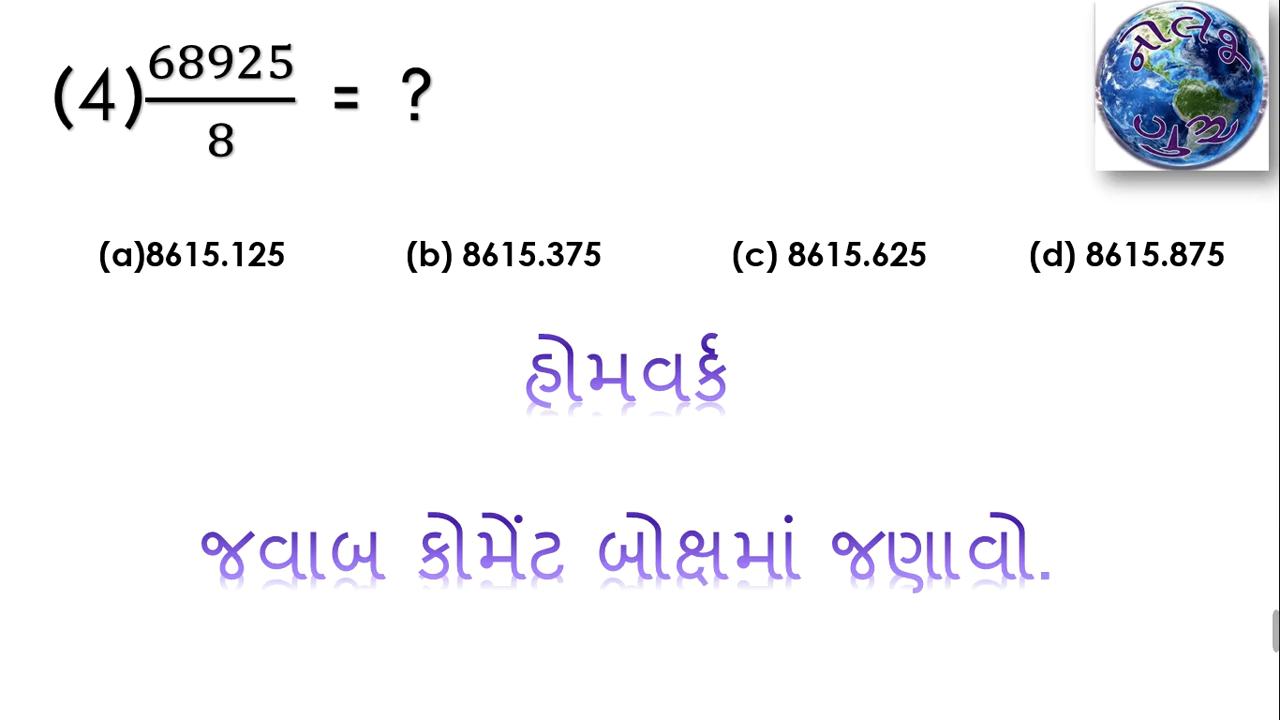 (4) 68925/8 = ?
નોલેજ
ગુરુ
(a)8615.125 (b) 8615.375 (c) 8615.625 (d) 8615.875
હોમવર્ક
જવાબ કોમેંટ બોક્ષમાં જણાવો.